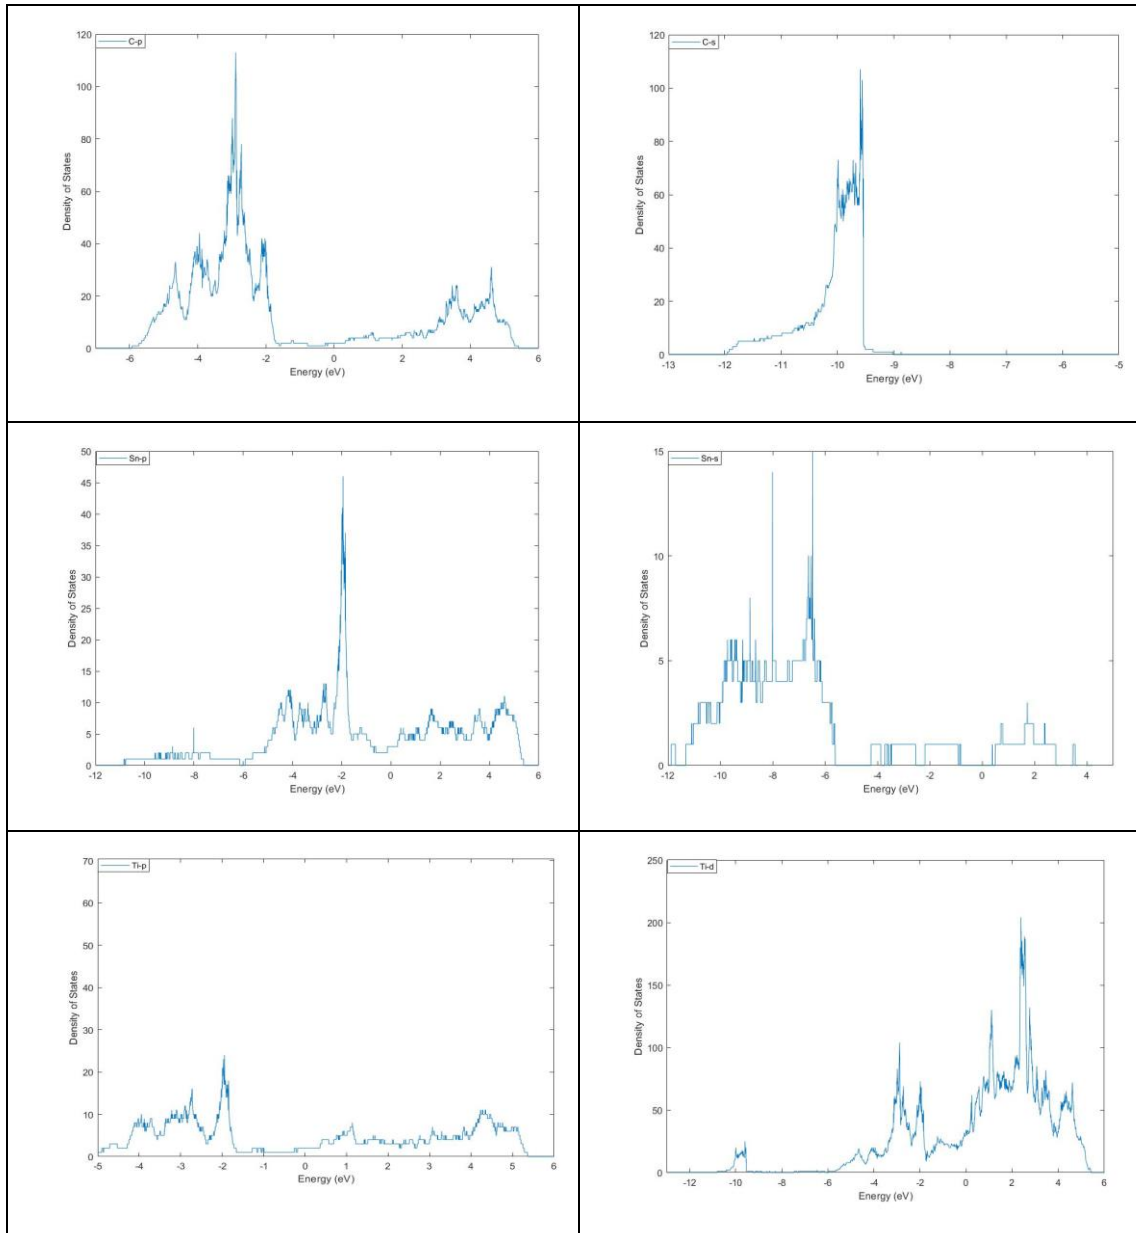 C-p
120
100
80
60
40
20
0
Density of States
-6 -4 -2 0 2 4 6
Energy (eV)
C-s
120
100
80
60
40
20
0
Density of States
-13 -12 -11 -10 -9 -8 -7 -6 -5
Energy (eV)
Sn-p
50
45
40
35
30
25
20
15
10
5
0
Density of States
-12 -10 -8 -6 -4 -2 0 2 4 6
Energy (eV)
Sn-s
15
10
5
0
Density of States
-12 -10 -8 -6 -4 -2 0 2 4
Energy (eV)
Ti-p
70
60
50
40
30
20
10
0
Density of States
-5 -4 -3 -2 -1 0 1 2 3 4 5 6
Energy (eV)
Ti-d
250
200
150
100
50
0
Density of States
-12 -10 -8 -6 -4 -2 0 2 4 6
Energy (eV)